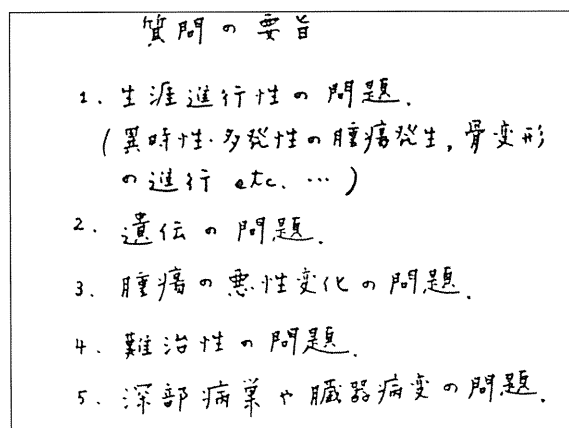 質問の要旨
1. 生涯進行性の問題.
(異時性・多発性の腫瘍発生, 骨変形
の進行 etc. …)
2. 遺伝の問題.
3. 腫瘍の悪性変化の問題.
4. 難治性の問題.
5. 深部病巣や臓器病変の問題.